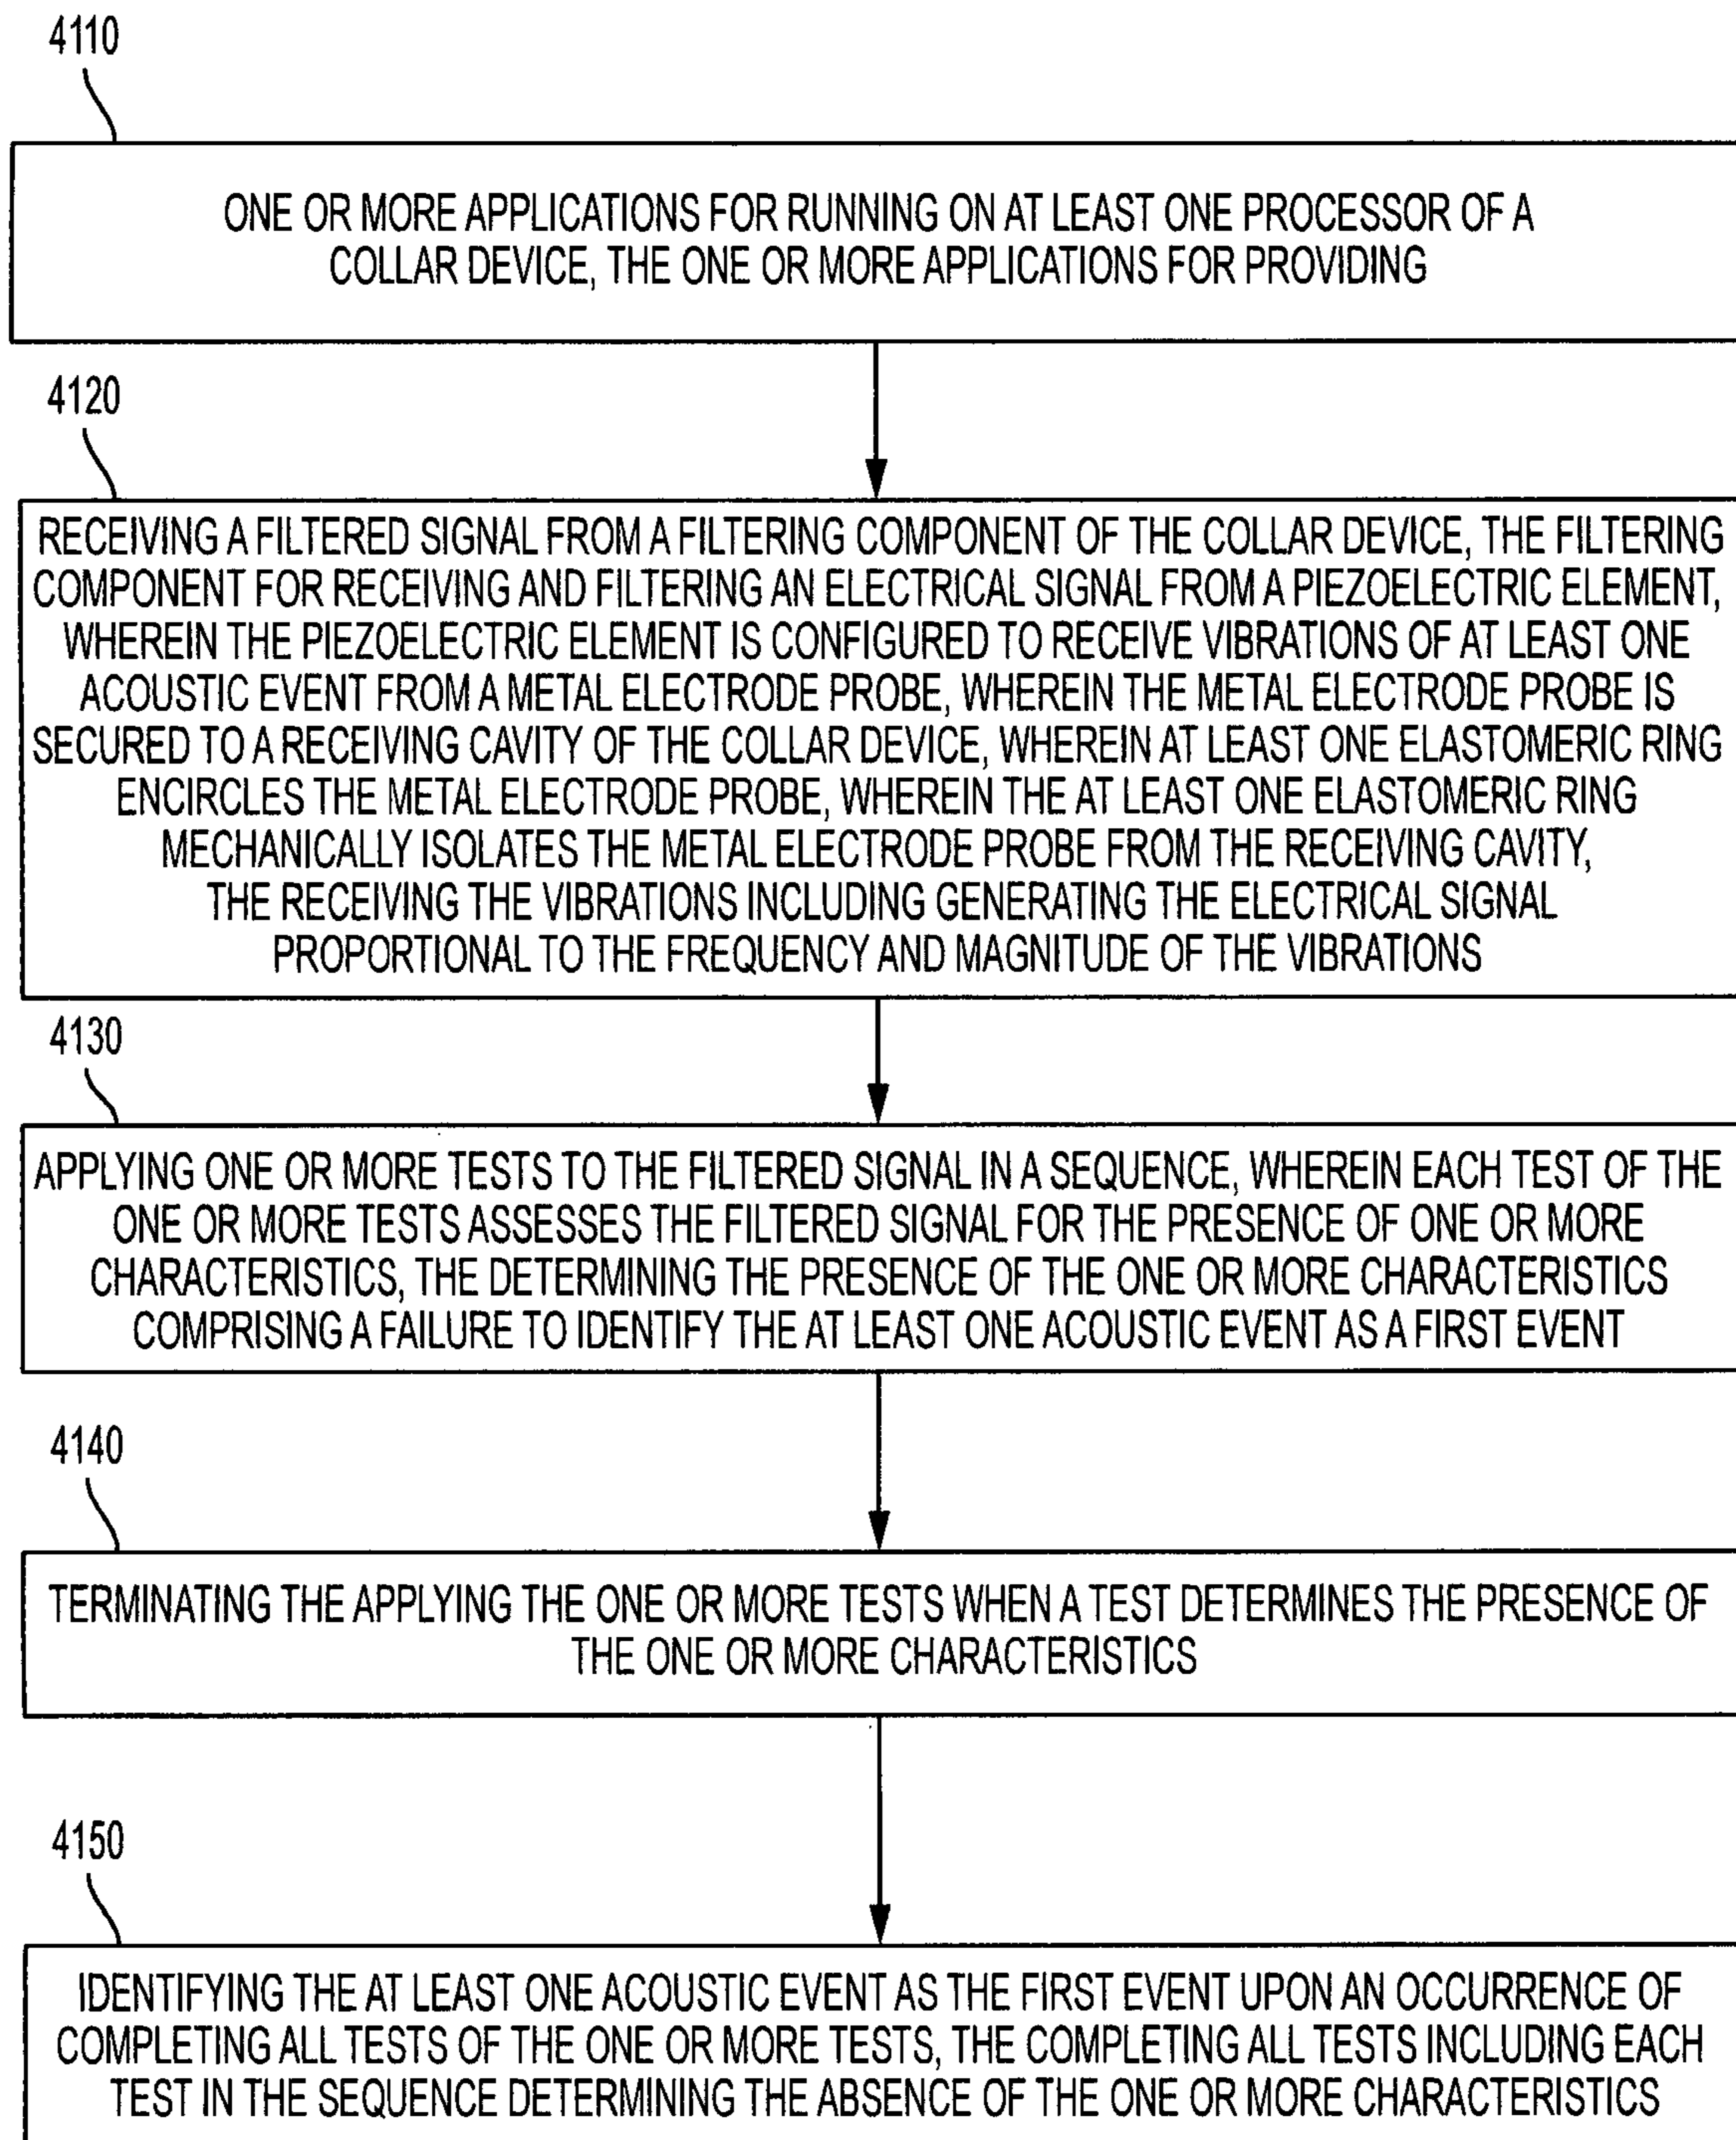 4110
ONE OR MORE APPLICATIONS FOR RUNNING ON AT LEAST ONE PROCESSOR OF A
COLLAR DEVICE, THE ONE OR MORE APPLICATIONS FOR PROVIDING
4120
RECEIVING A FILTERED SIGNAL FROM A FILTERING COMPONENT OF THE COLLAR DEVICE, THE FILTERING
COMPONENT FOR RECEIVING AND FILTERING AN ELECTRICAL SIGNAL FROM A PIEZOELECTRIC ELEMENT,
WHEREIN THE PIEZOELECTRIC ELEMENT IS CONFIGURED TO RECEIVE VIBRATIONS OF AT LEAST ONE
ACOUSTIC EVENT FROM A METAL ELECTRODE PROBE, WHEREIN THE METAL ELECTRODE PROBE IS
SECURED TO A RECEIVING CAVITY OF THE COLLAR DEVICE, WHEREIN AT LEAST ONE ELASTOMERIC RING
ENCIRCLES THE METAL ELECTRODE PROBE, WHEREIN THE AT LEAST ONE ELASTOMERIC RING
MECHANICALLY ISOLATES THE METAL ELECTRODE PROBE FROM THE RECEIVING CAVITY,
THE RECEIVING THE VIBRATIONS INCLUDING GENERATING THE ELECTRICAL SIGNAL
PROPORTIONAL TO THE FREQUENCY AND MAGNITUDE OF THE VIBRATIONS
4130
APPLYING ONE OR MORE TESTS TO THE FILTERED SIGNAL IN A SEQUENCE, WHEREIN EACH TEST OF THE
ONE OR MORE TESTS ASSESSES THE FILTERED SIGNAL FOR THE PRESENCE OF ONE OR MORE
CHARACTERISTICS, THE DETERMINING THE PRESENCE OF THE ONE OR MORE CHARACTERISTICS
COMPRISING A FAILURE TO IDENTIFY THE AT LEAST ONE ACOUSTIC EVENT AS A FIRST EVENT
4140
TERMINATING THE APPLYING THE ONE OR MORE TESTS WHEN A TEST DETERMINES THE PRESENCE OF
THE ONE OR MORE CHARACTERISTICS
4150
IDENTIFYING THE AT LEAST ONE ACOUSTIC EVENT AS THE FIRST EVENT UPON AN OCCURRENCE OF
COMPLETING ALL TESTS OF THE ONE OR MORE TESTS, THE COMPLETING ALL TESTS INCLUDING EACH
TEST IN THE SEQUENCE DETERMINING THE ABSENCE OF THE ONE OR MORE CHARACTERISTICS